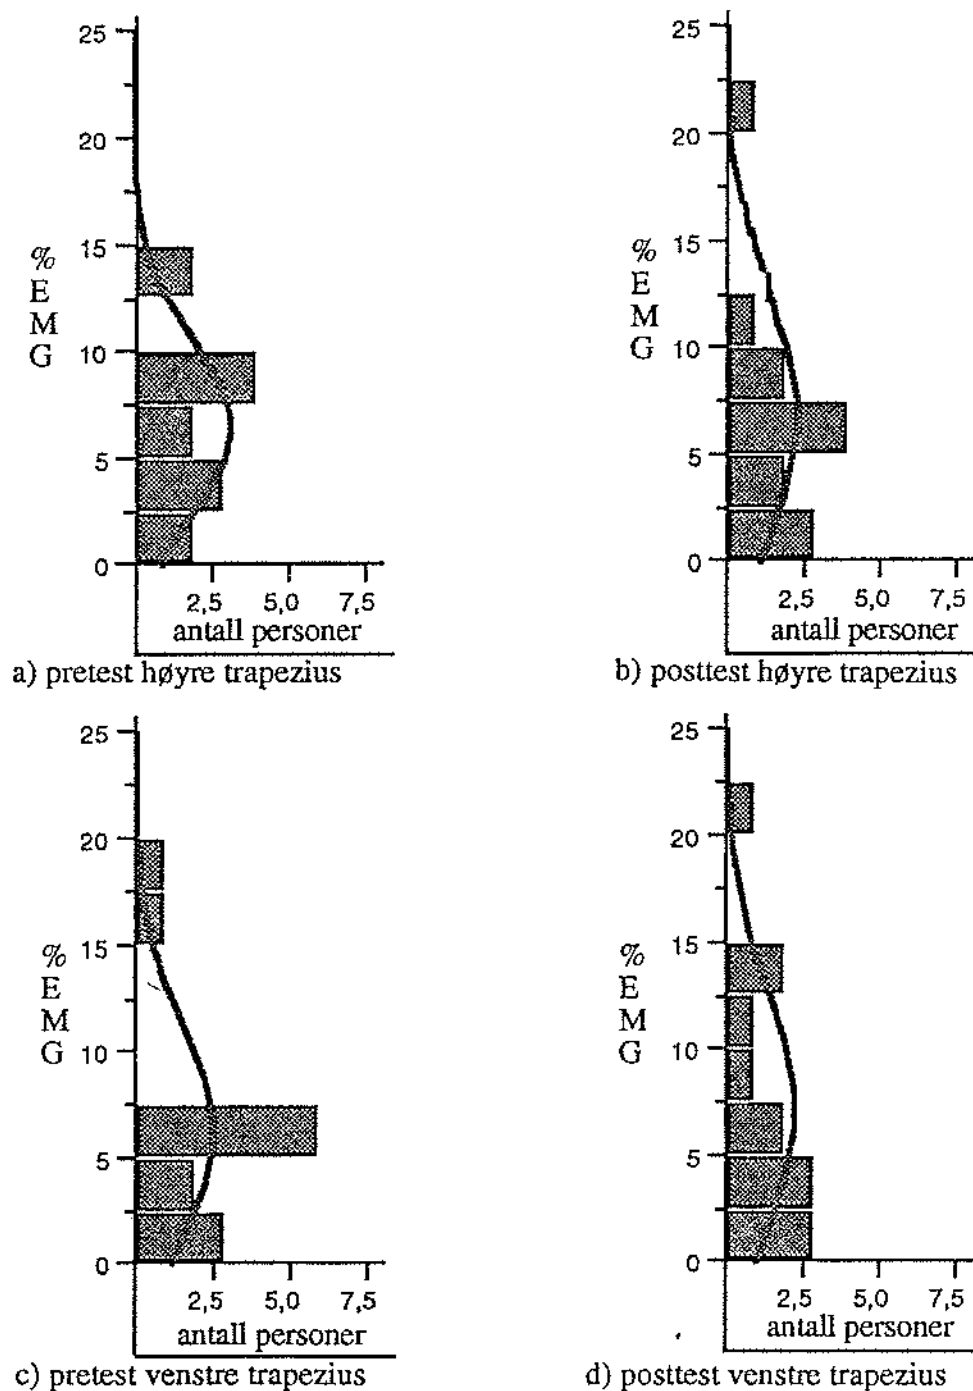 25
20
15
10
5
0
%
E
M
G
2,5 5,0 7,5
antall personer
a) pretest høyre trapezius
25
20
15
10
5
0
%
E
M
G
2,5 5,0 7,5
antall personer
b) posttest høyre trapezius
25
20
15
10
5
0
%
E
M
G
2,5 5,0 7,5
antall personer
c) pretest venstre trapezius
25
20
15
10
5
0
%
E
M
G
2,5 5,0 7,5
antall personer
d) posttest venstre trapezius